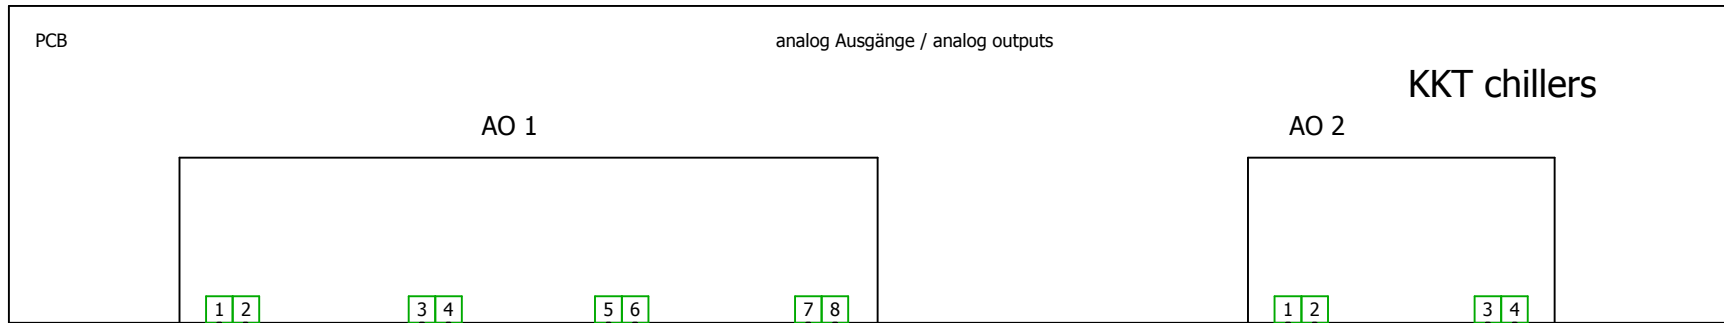 PCB
analog Ausgänge / analog outputs
KKT chillers
AO 1
AO 2
1 2 3 4 5 6 7 8
1 2 3 4